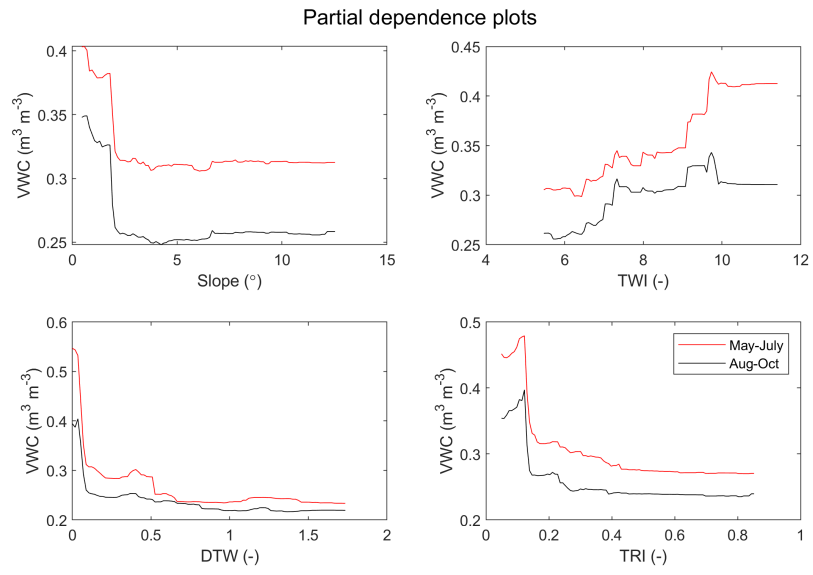 Partial dependence plots
0.4
0.35
0.3
0.25
VWC (m³ m⁻³)
0 5 10 15
Slope (°)
0.45
0.4
0.35
0.3
0.25
VWC (m³ m⁻³)
4 6 8 10 12
TWI (-)
0.6
0.5
0.4
0.3
0.2
VWC (m³ m⁻³)
0 0.5 1 1.5 2
DTW (-)
0.5
0.4
0.3
0.2
VWC (m³ m⁻³)
May-July
Aug-Oct
0 0.2 0.4 0.6 0.8 1
TRI (-)